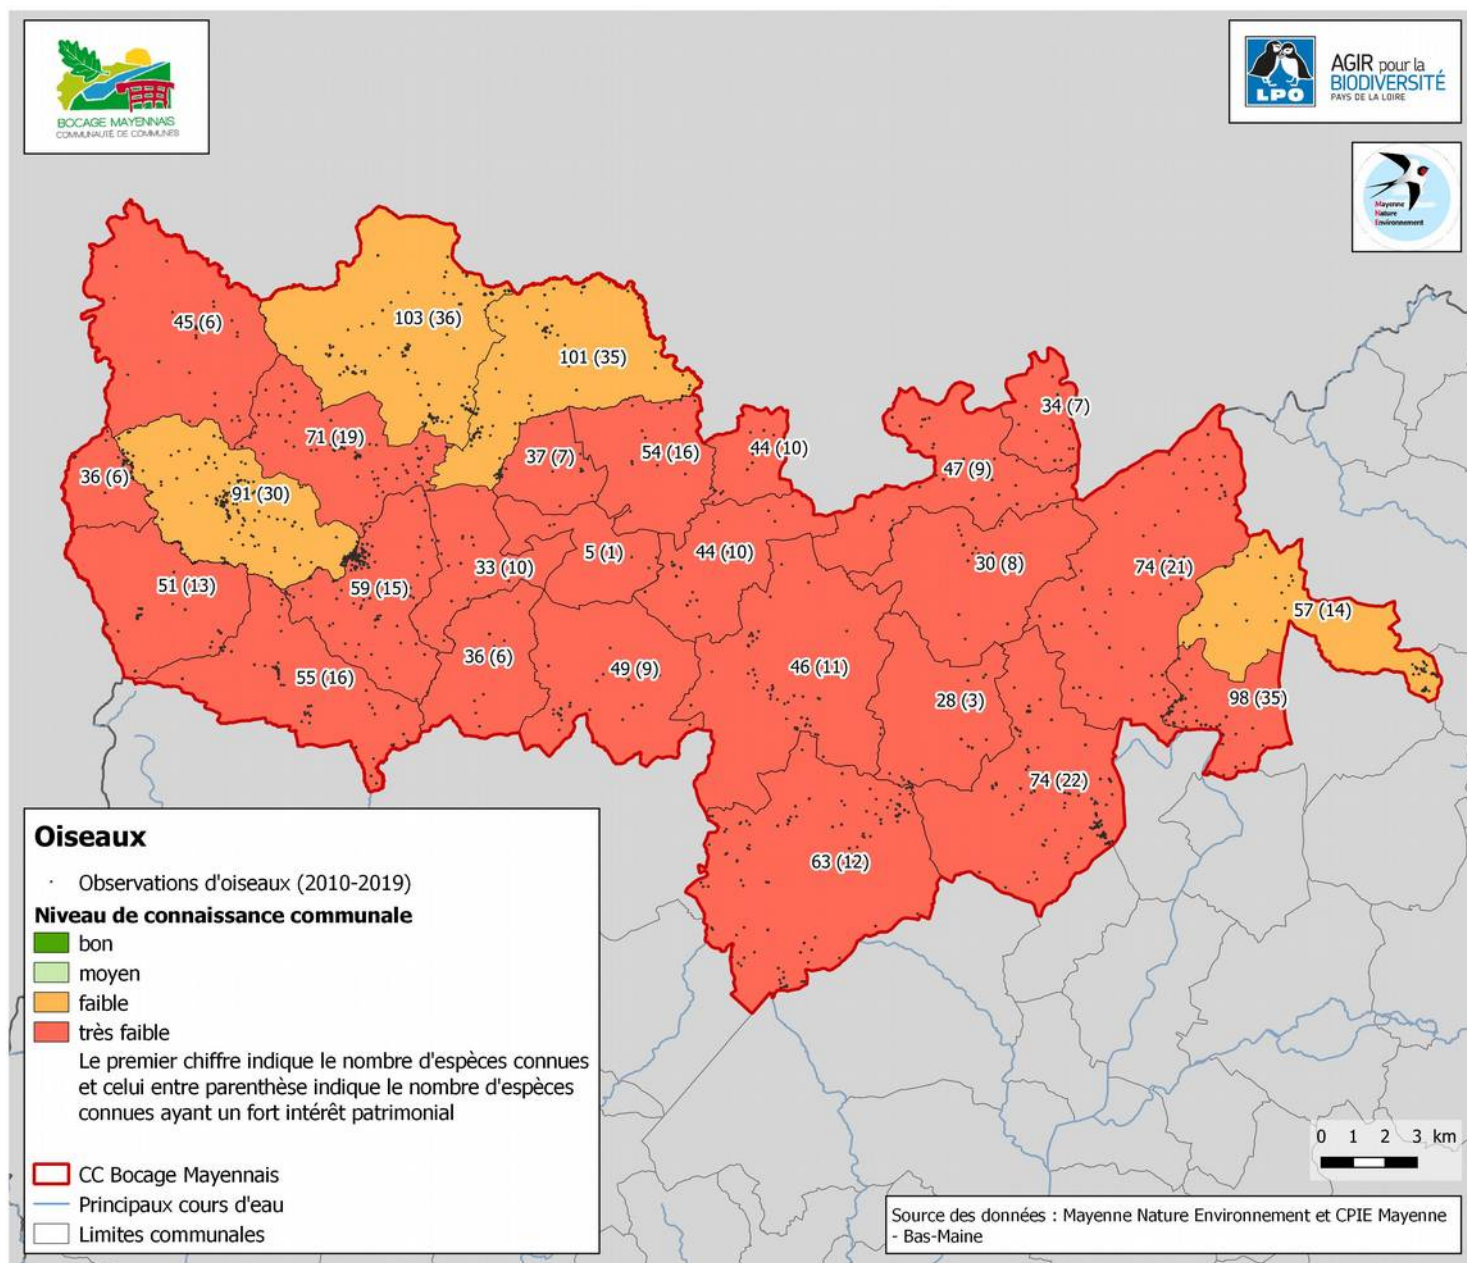 BOCAGE MAYENNAIS
COMMUNAUTÉ DE COMMUNES
LPO
AGIR pour la
BIODIVERSITÉ
PAYS DE LA LOIRE
Mayenne
Nature
Environnement
45 (6)
103 (36)
101 (35)
34 (7)
71 (19)
37 (7)
54 (16)
44 (10)
47 (9)
36 (6)
91 (30)
51 (13)
59 (15)
33 (10)
5 (1)
44 (10)
30 (8)
74 (21)
57 (14)
55 (16)
36 (6)
49 (9)
46 (11)
28 (3)
98 (35)
74 (22)
63 (12)
Oiseaux
Observations d'oiseaux (2010-2019)
Niveau de connaissance communale
bon
moyen
faible
très faible
Le premier chiffre indique le nombre d'espèces connues
et celui entre parenthèse indique le nombre d'espèces
connues ayant un fort intérêt patrimonial
CC Bocage Mayennais
Principaux cours d'eau
Limites communales
0 1 2 3 km
Source des données : Mayenne Nature Environnement et CPIE Mayenne
- Bas-Maine